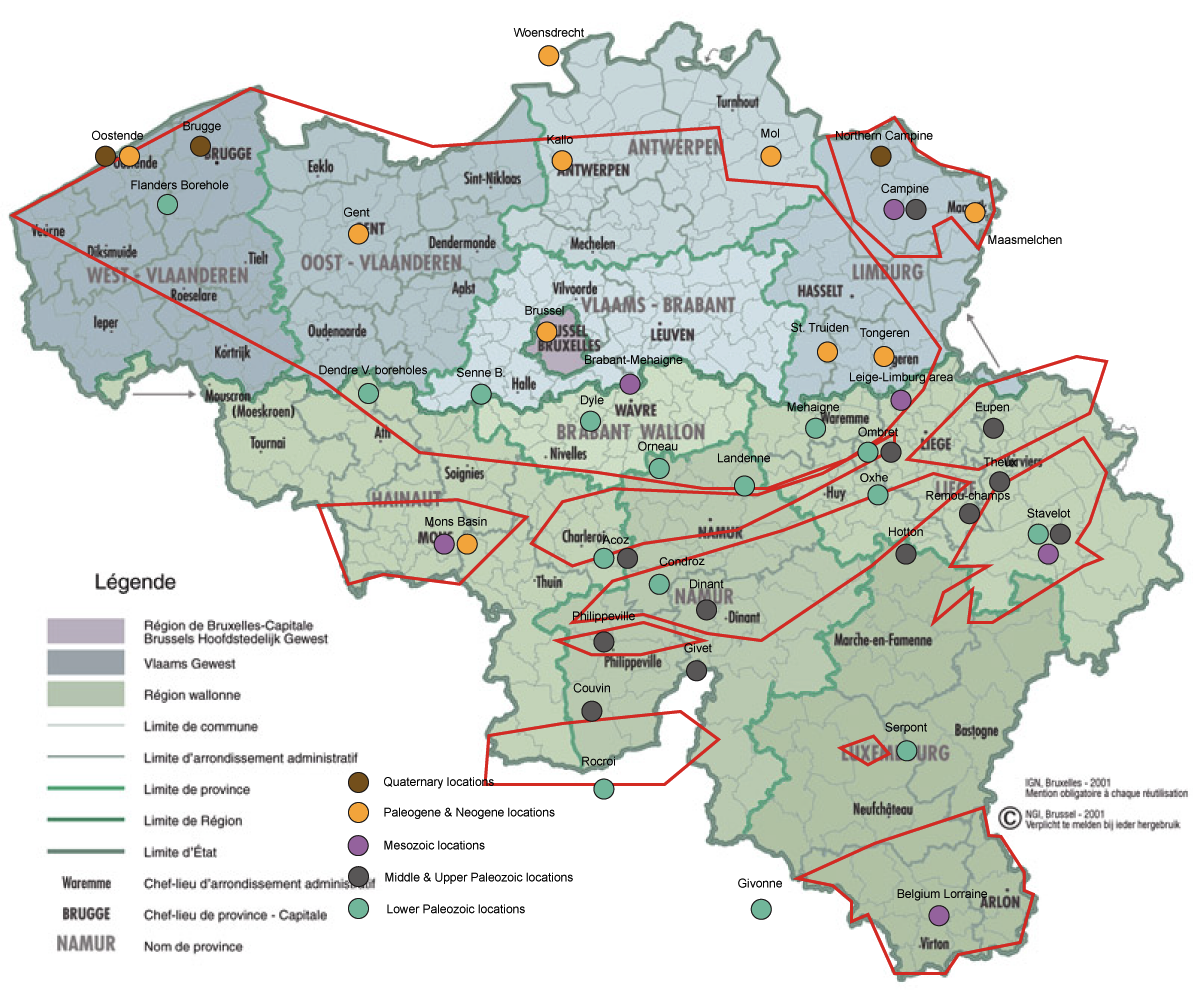 Woensdrecht
Turnhout
Oostende
Brugge
Kallo
Mol
Northern Campine
Oostende
BRUGGE
Eeklo
ANTWERPEN
ANTWERPEN
Sint-Niklaas
Flanders Borehole
Campine
Gent
GENT
Maasmelchen
Veurne
Diksmuide
Tielt
Dendermonde
Mechelen
WEST - VLAANDEREN
OOST - VLAANDEREN
LIMBURG
Roeselare
Aalst
Vilvoorde
VLAAMS - BRABANT
HASSELT
Ieper
Oudenaarde
Brussel
BRUSSEL
BRUXELLES
LEUVEN
St. Truiden
Tongeren
Kortrijk
Brabant-Mehaigne
Dendre V. boreholes
Senne B.
Halle
Leige-Limburg area
Mouscron
(Moeskroen)
Dyle
WAVRE
Mehaigne
Waremme
Eupen
Tournai
Ath
BRABANT WALLON
Ombret
LIÈGE
Nivelles
Orneau
Landenne
Theux
Verviers
Soignies
Oxhe
LIEGE
HAINAUT
Huy
Remou-champs
Mons Basin
MONS
Charleroi
Acoz
NAMUR
Hotton
Stavelot
Condroz
Thuin
Dinant
NAMUR
Dinant
Philippeville
Marche-en-Famenne
Givet
Philippeville
Couvin
Serpont
Bastogne
LUXEMBOURG
Rocroi
Neufchâteau
Givonne
Belgium Lorraine
ARLON
Virton
IGN, Bruxelles - 2001
Mention obligatoire à chaque réutilisation
©
NGI, Brussel - 2001
Verplicht te melden bij ieder hergebruik
Légende
Région de Bruxelles-Capitale
Brussels Hoofdstedelijk Gewest
Vlaams Gewest
Région wallonne
Limite de commune
Limite d'arrondissement administratif
Limite de province
Limite de Région
Limite d'État
Waremme Chef-lieu d'arrondissement administratif
BRUGGE Chef-lieu de province - Capitale
NAMUR Nom de province
Quaternary locations
Paleogene & Neogene locations
Mesozoic locations
Middle & Upper Paleozoic locations
Lower Paleozoic locations